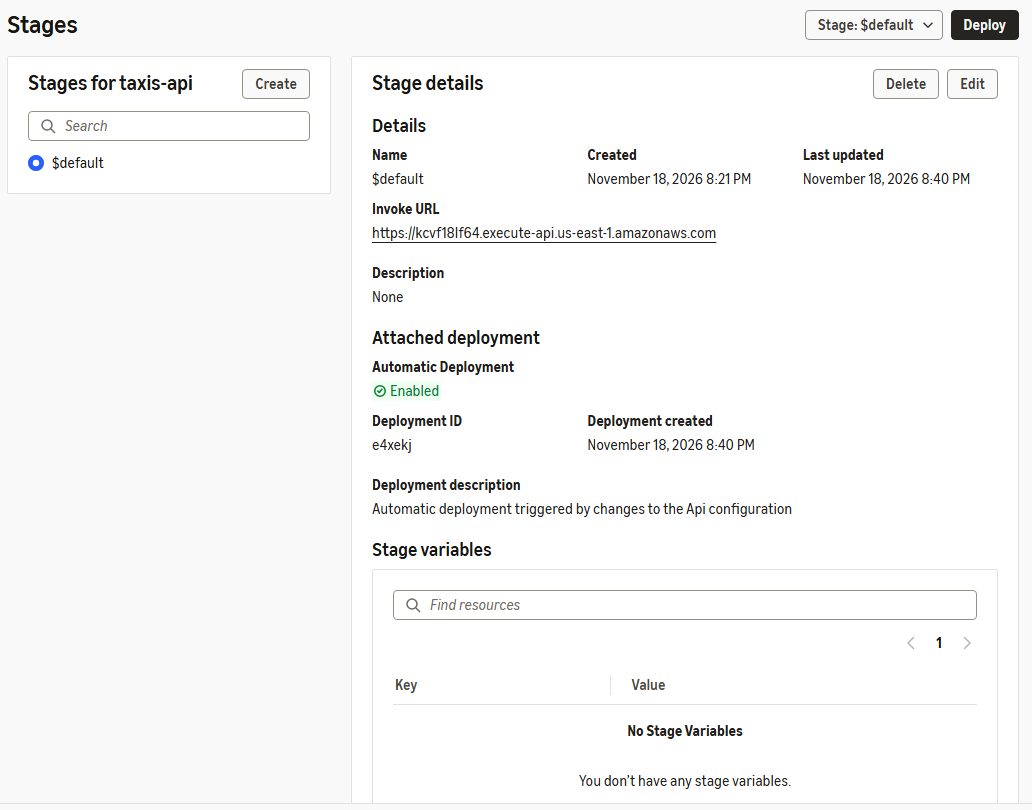 Stages
Stage: $default
Deploy
Stages for taxis-api
Create
Search
$default
Stage details
Delete
Edit
Details
Name
Created
Last updated
$default
November 18, 2026 8:21 PM
November 18, 2026 8:40 PM
Invoke URL
https://kcvf18lf64.execute-api.us-east-1.amazonaws.com
Description
None
Attached deployment
Automatic Deployment
Enabled
Deployment ID
Deployment created
e4xekj
November 18, 2026 8:40 PM
Deployment description
Automatic deployment triggered by changes to the Api configuration
Stage variables
Find resources
1
Key
Value
No Stage Variables
You don't have any stage variables.